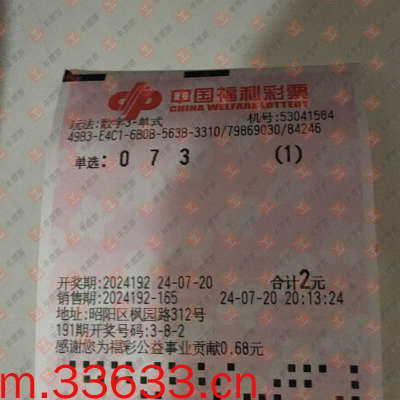 中国福利彩票
CHINA WELFARE LOTTERY
玩法:数字3-单式 机号:53041584
49B3-E4C1-6B0B-563B-3310/79869030/84246
单选: 0 7 3 (1)
开奖期:2024192 24-07-20 合计2元
销售期:2024192-165 24-07-20 20:13:24
地址:昭阳区枫园路312号
191期开奖号码:3-8-2
感谢您为福彩公益事业贡献0.68元
m.33633.cn